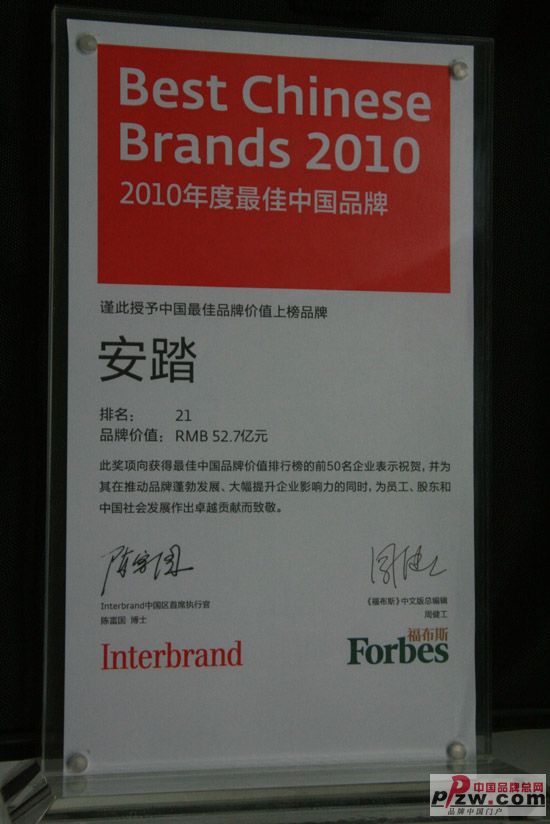 Best Chinese
Brands 2010
2010年度最佳中国品牌
谨此授予中国最佳品牌价值上榜品牌
安踏
排名： 21
品牌价值： RMB 52.7亿元
此奖项向获得最佳中国品牌价值排行榜的前50名企业表示祝贺，并为
其在推动品牌蓬勃发展、大幅提升企业影响力的同时，为员工、股东和
中国社会发展作出卓越贡献而致敬。
陈富国
周健工
Interbrand中国区首席执行官
陈富国 博士
《福布斯》中文版总编辑
周健工
Interbrand
福布斯
Forbes
中国品牌总网
ppzw.com
品牌中国门户